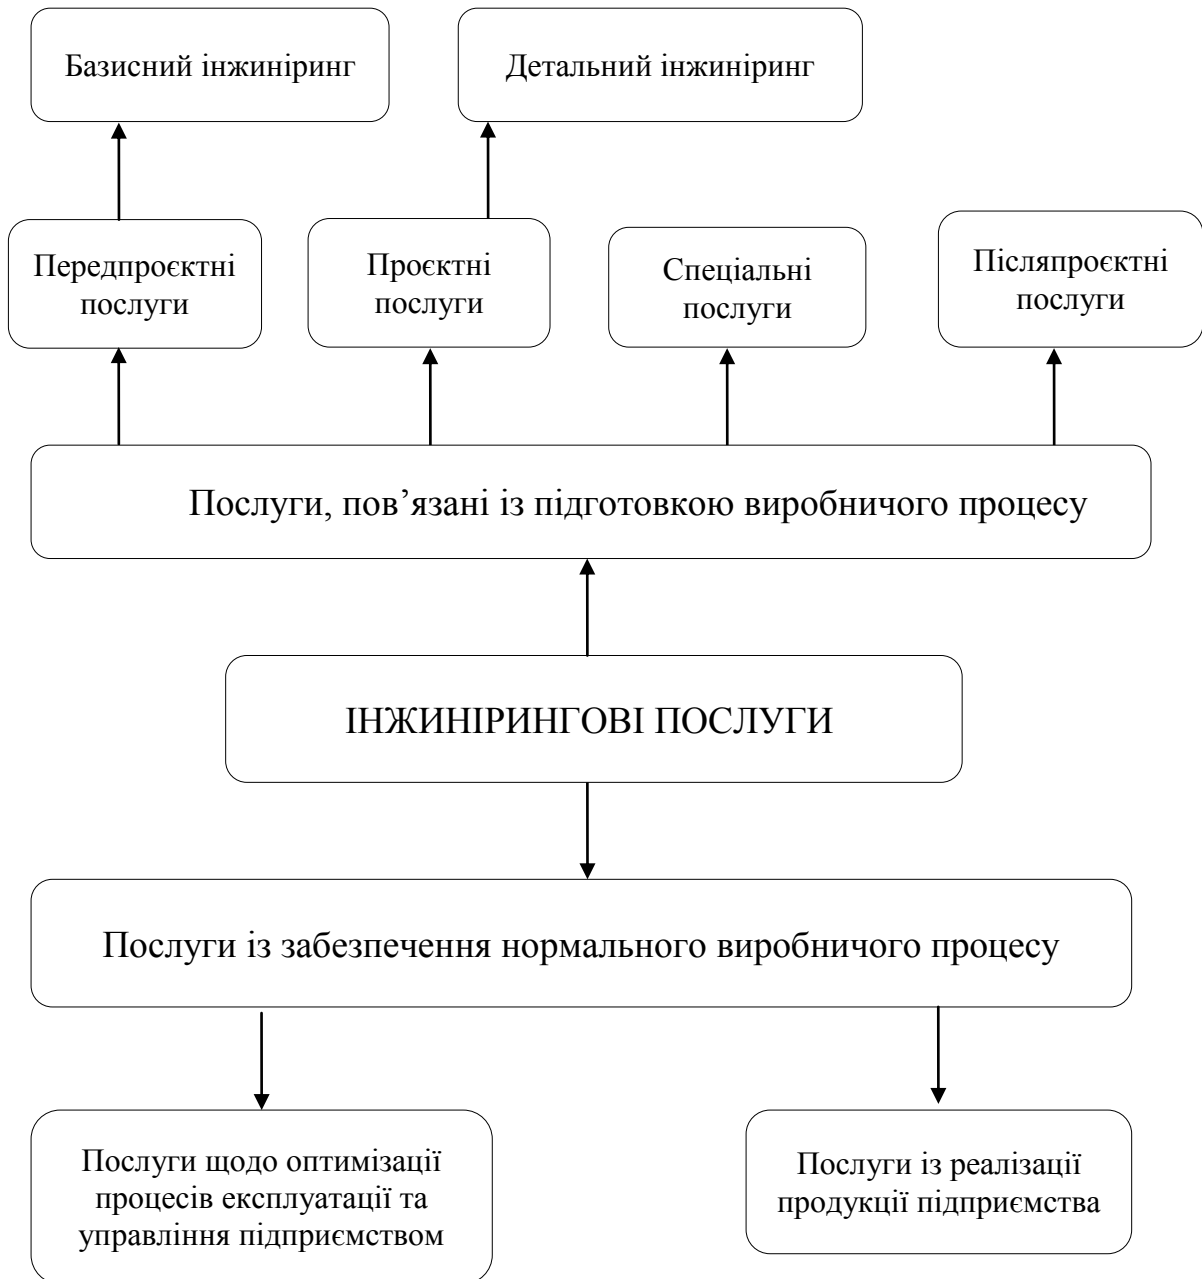 Базисний інжиніринг
Детальний інжиніринг
Передпроєктні
послуги
Проєктні
послуги
Спеціальні
послуги
Післяпроєктні
послуги
Послуги, пов’язані із підготовкою виробничого процесу
ІНЖИНІРИНГОВІ ПОСЛУГИ
Послуги із забезпечення нормального виробничого процесу
Послуги щодо оптимізації
процесів експлуатації та
управління підприємством
Послуги із реалізації
продукції підприємства